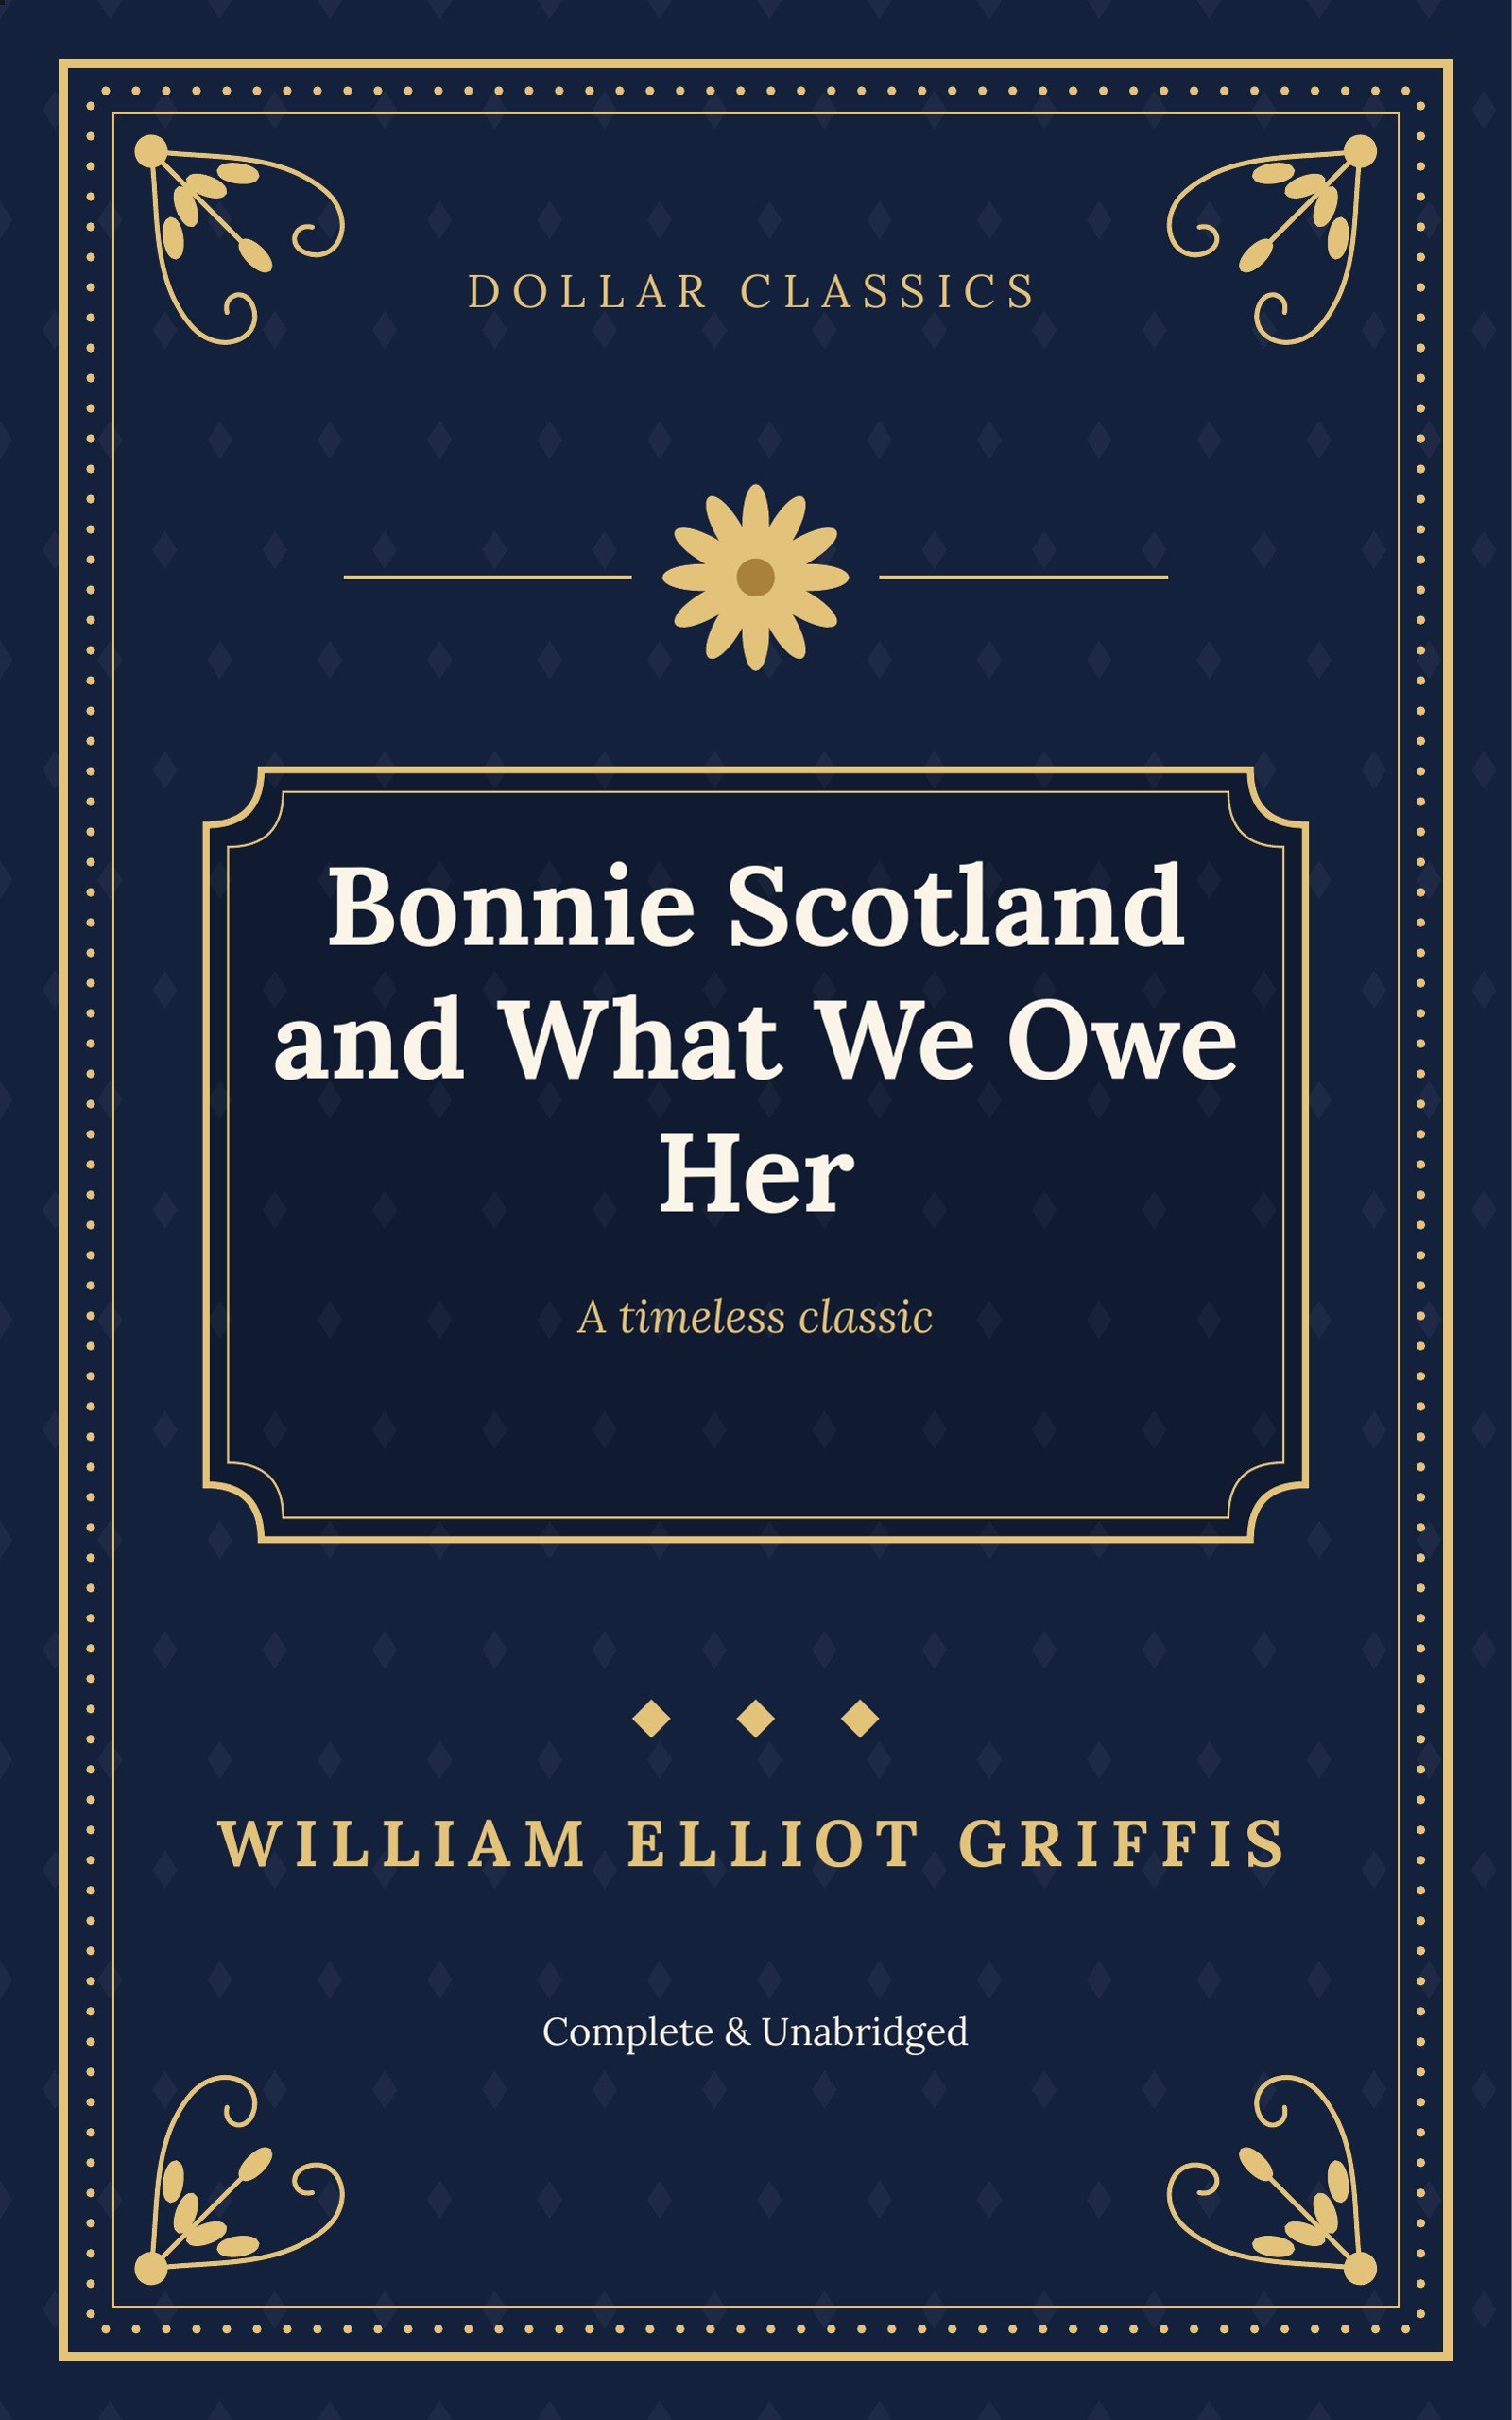 DOLLAR CLASSICS
Bonnie Scotland
and What We Owe
Her
A timeless classic
WILLIAM ELLIOT GRIFFIS
Complete & Unabridged